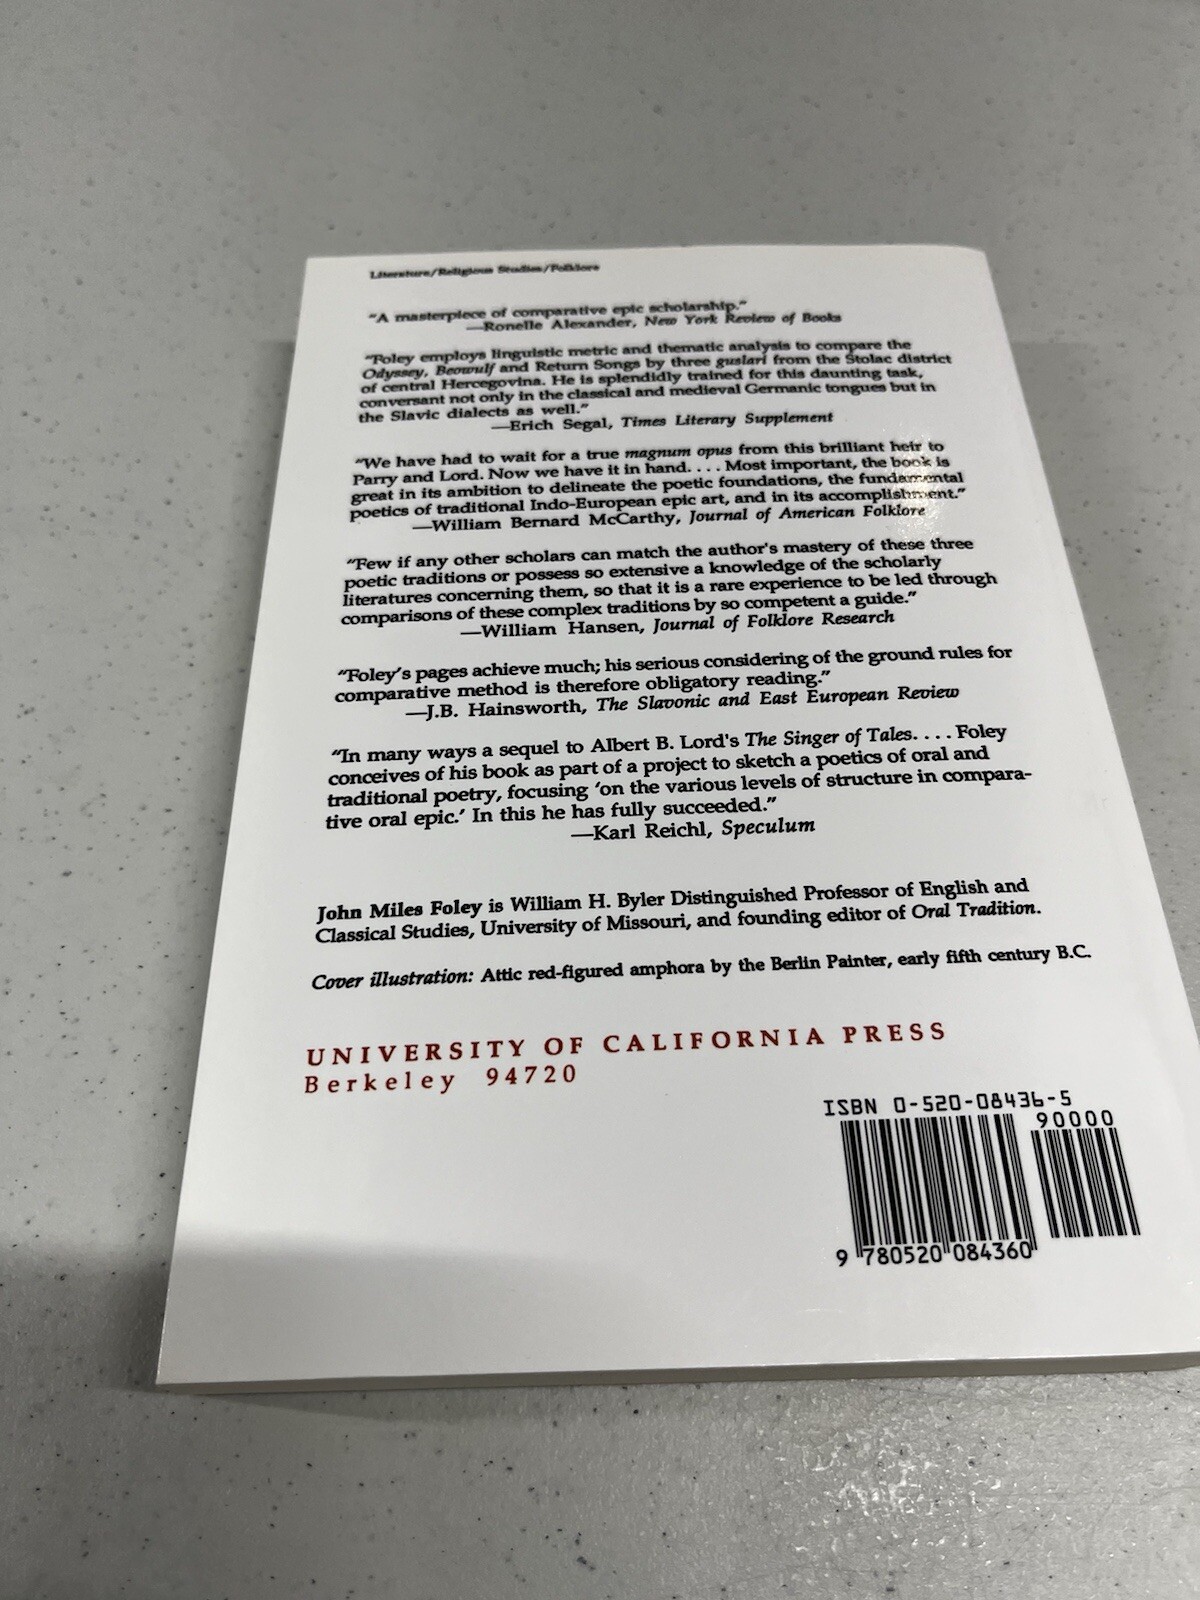 Literature/Religious Studies/Folklore
“A masterpiece of comparative epic scholarship.”
—Ronelle Alexander, New York Review of Books
“Foley employs linguistic metric and thematic analysis to compare the
Odyssey, Beowulf and Return Songs by three guslari from the Stolac district
of central Hercegovina. He is splendidly trained for this daunting task,
conversant not only in the classical and medieval Germanic tongues but in
the Slavic dialects as well.”
—Erich Segal, Times Literary Supplement
“We have had to wait for a true magnum opus from this brilliant heir to
Parry and Lord. Now we have it in hand. . . . Most important, the book is
great in its ambition to delineate the poetic foundations, the fundamental
poetics of traditional Indo-European epic art, and in its accomplishment.”
—William Bernard McCarthy, Journal of American Folklore
“Few if any other scholars can match the author's mastery of these three
poetic traditions or possess so extensive a knowledge of the scholarly
literatures concerning them, so that it is a rare experience to be led through
comparisons of these complex traditions by so competent a guide.”
—William Hansen, Journal of Folklore Research
“Foley’s pages achieve much; his serious considering of the ground rules for
comparative method is therefore obligatory reading.”
—J.B. Hainsworth, The Slavonic and East European Review
“In many ways a sequel to Albert B. Lord's The Singer of Tales. . . . Foley
conceives of his book as part of a project to sketch a poetics of oral and
traditional poetry, focusing ‘on the various levels of structure in compara-
tive oral epic.’ In this he has fully succeeded.”
—Karl Reichl, Speculum
John Miles Foley is William H. Byler Distinguished Professor of English and
Classical Studies, University of Missouri, and founding editor of Oral Tradition.
Cover illustration: Attic red-figured amphora by the Berlin Painter, early fifth century B.C.
UNIVERSITY OF CALIFORNIA PRESS
Berkeley 94720
ISBN 0-520-08436-5
90000
9 780520 084360